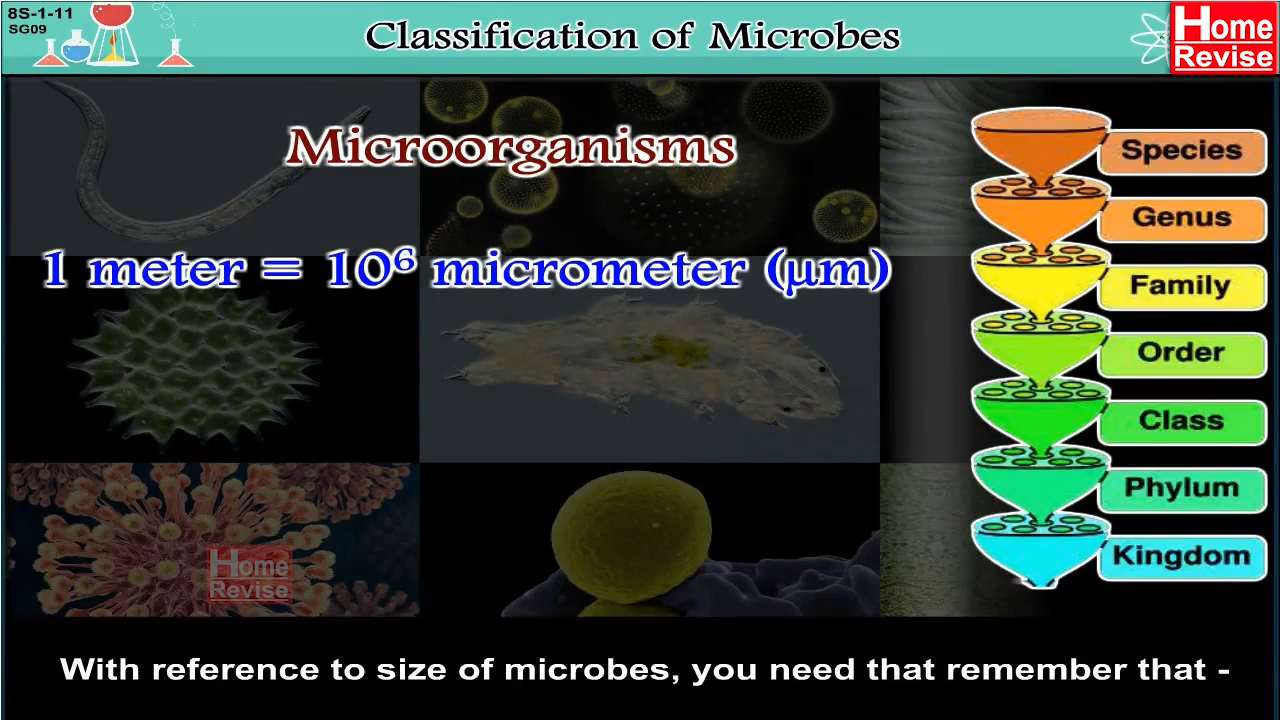 8S-1-11
SG09
Classification of Microbes
Home
Revise
Microorganisms
1 meter = 10⁶ micrometer (μm)
Species
Genus
Family
Order
Class
Phylum
Kingdom
Home
Revise
With reference to size of microbes, you need that remember that -